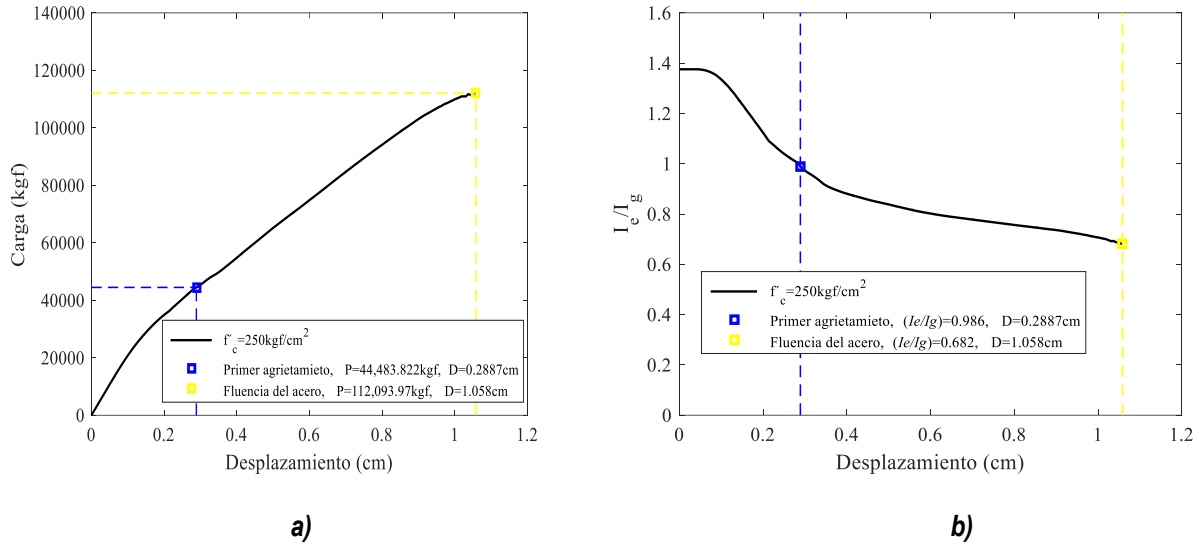 140000
120000
100000
80000
60000
40000
20000
0
Carga (kgf)
f´c=250kgf/cm2
Primer agrietamieto, P=44,483.822kgf, D=0.2887cm
Fluencia del acero, P=112,093.97kgf, D=1.058cm
0 0.2 0.4 0.6 0.8 1 1.2
Desplazamiento (cm)
a)
1.6
1.4
1.2
1
0.8
0.6
0.4
0.2
0
I_e/I_g
f´c=250kgf/cm2
Primer agrietamieto, (Ie/Ig)=0.986, D=0.2887cm
Fluencia del acero, (Ie/Ig)=0.682, D=1.058cm
0 0.2 0.4 0.6 0.8 1 1.2
Desplazamiento (cm)
b)